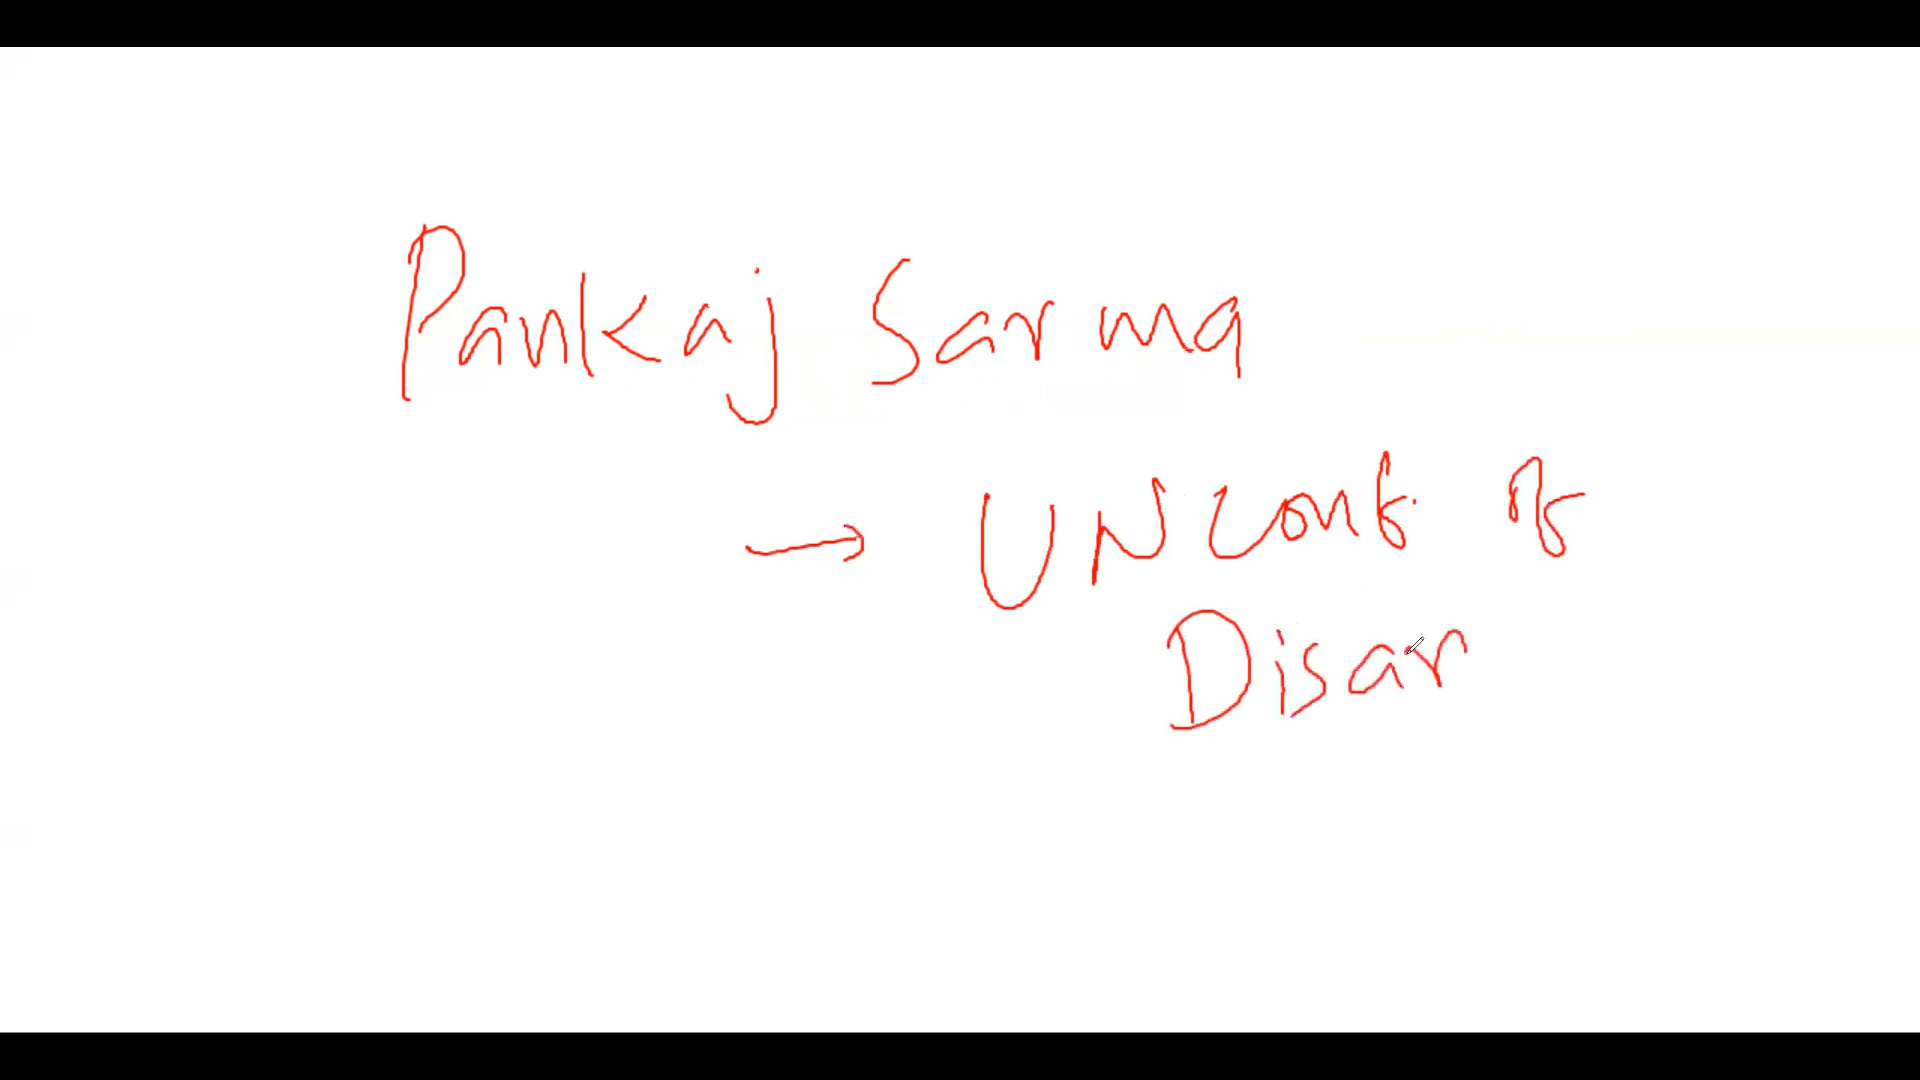 Pankaj Sarma
→ UN Conf. of
Disar